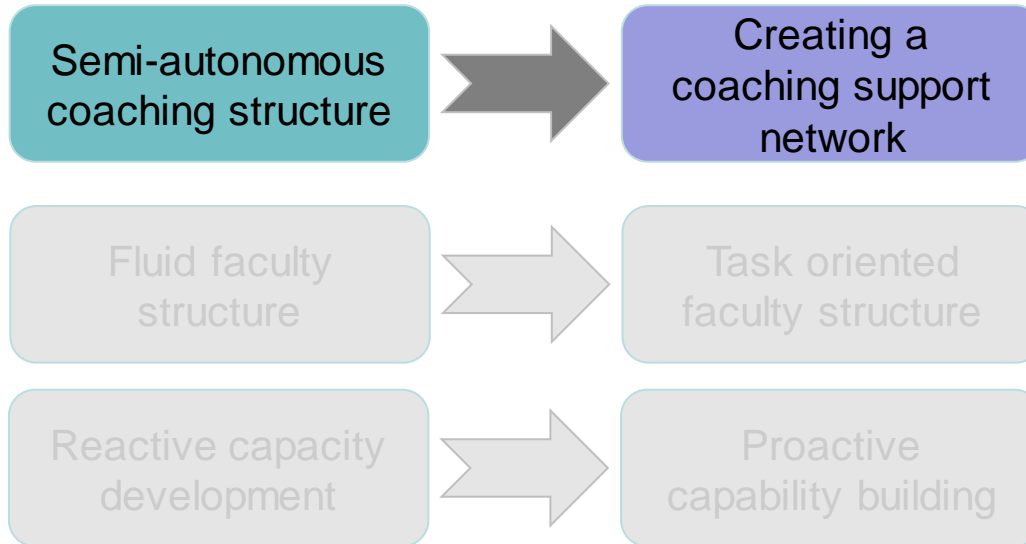 Semi-autonomous
coaching structure
Creating a
coaching support
network
Fluid faculty
structure
Task oriented
faculty structure
Reactive capacity
development
Proactive
capability building